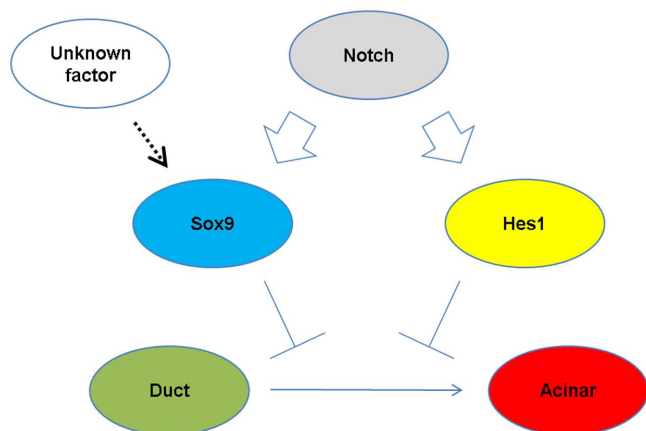 Unknown
factor
Notch
Sox9
Hes1
Duct
Acinar